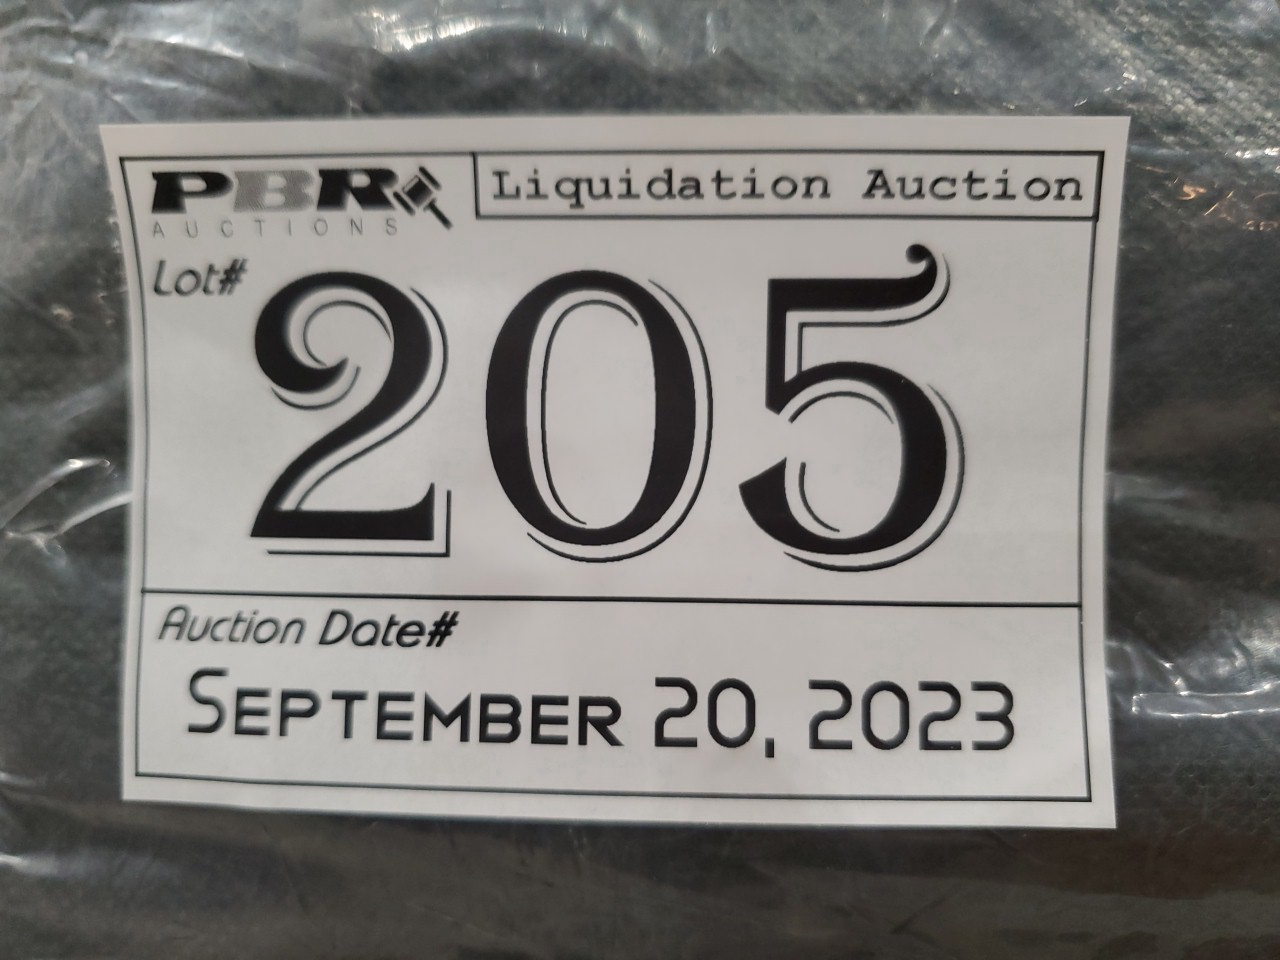 PBR
AUCTIONS
Liquidation Auction
Lot#
205
Auction Date#
September 20, 2023